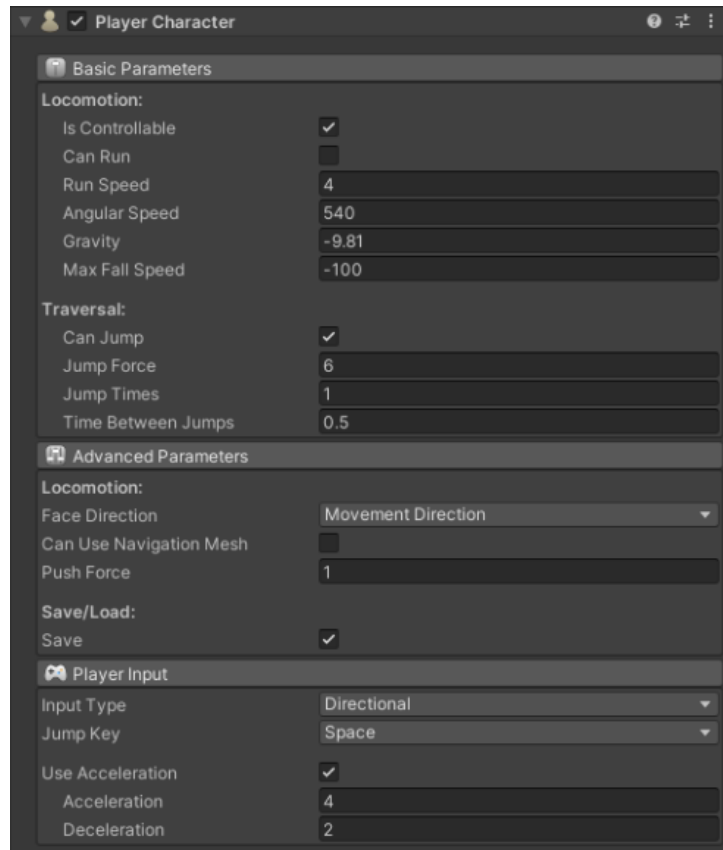 Player Character
Basic Parameters
Locomotion:
Is Controllable
Can Run
Run Speed 4
Angular Speed 540
Gravity -9.81
Max Fall Speed -100
Traversal:
Can Jump
Jump Force 6
Jump Times 1
Time Between Jumps 0.5
Advanced Parameters
Locomotion:
Face Direction Movement Direction
Can Use Navigation Mesh
Push Force 1
Save/Load:
Save
Player Input
Input Type Directional
Jump Key Space
Use Acceleration
Acceleration 4
Deceleration 2